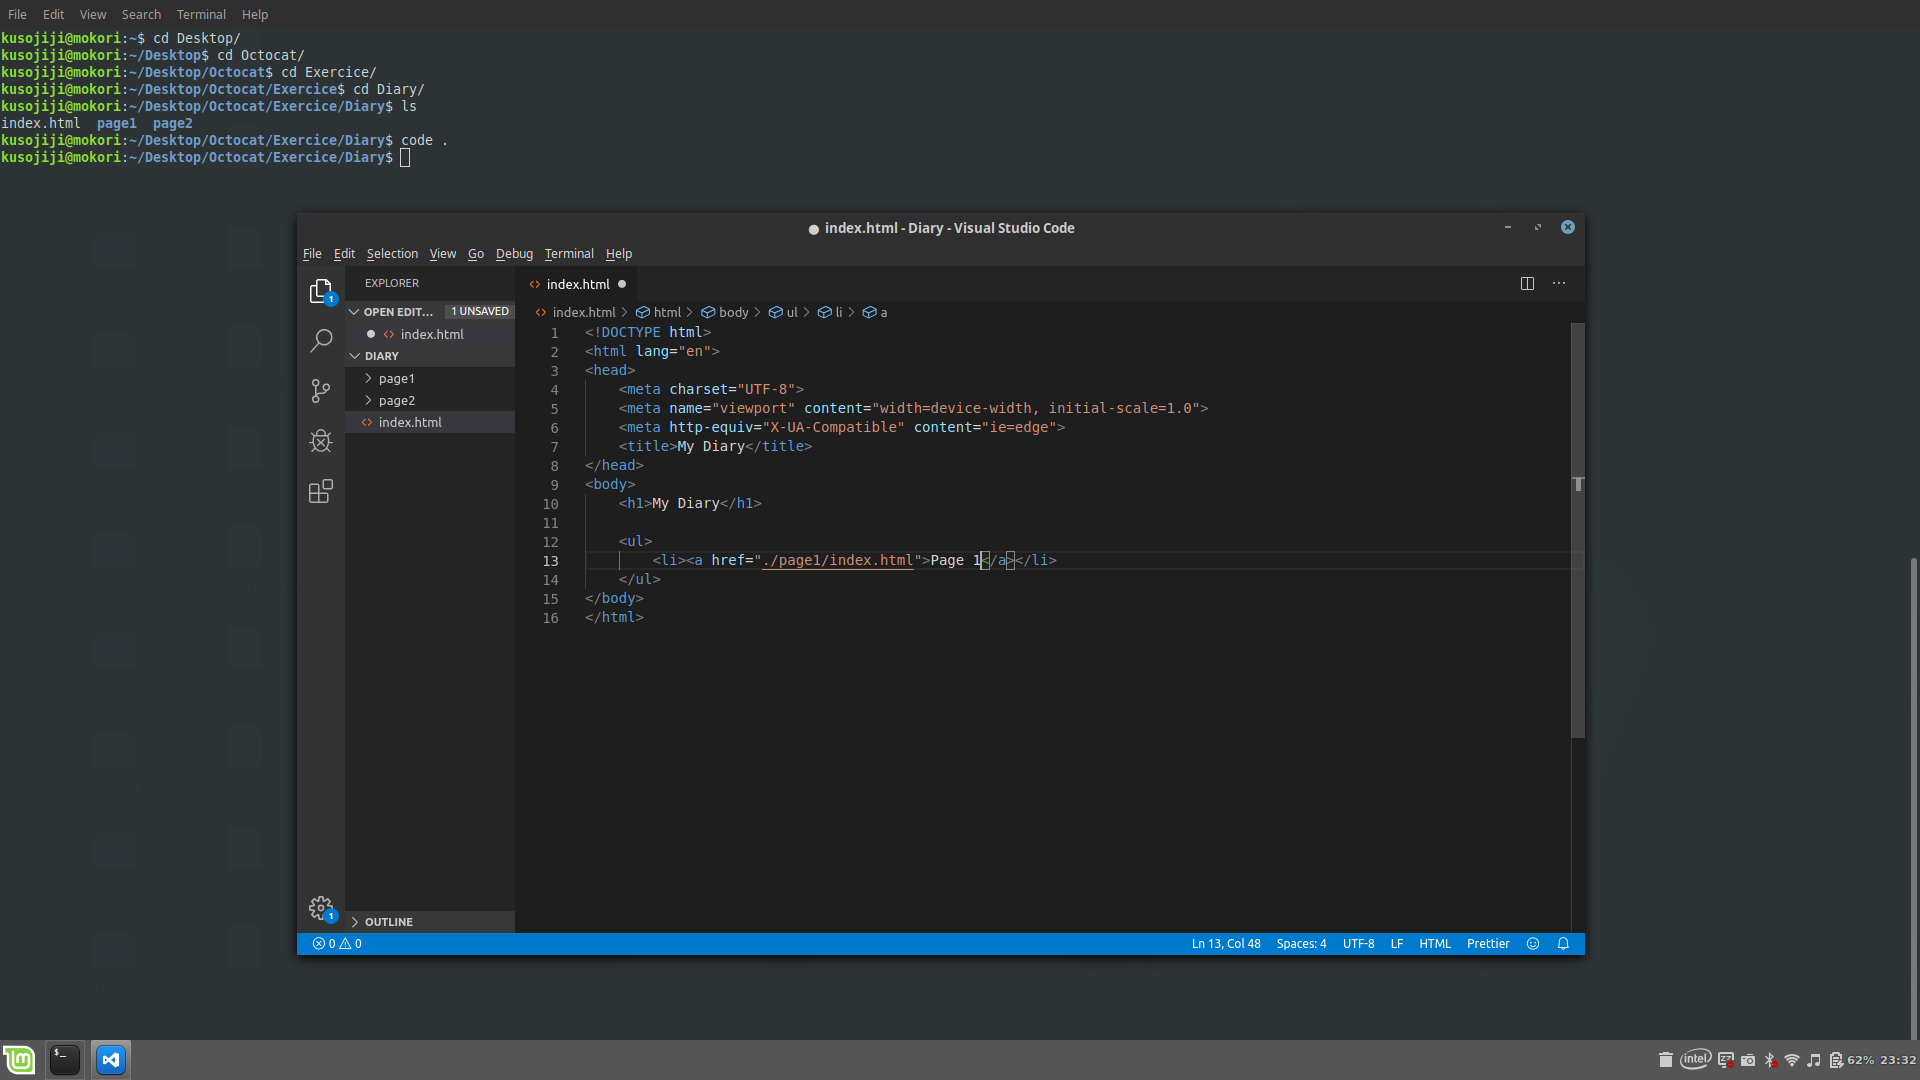 File Edit View Search Terminal Help
kusojiji@mokori:~$ cd Desktop/
kusojiji@mokori:~/Desktop$ cd Octocat/
kusojiji@mokori:~/Desktop/Octocat$ cd Exercice/
kusojiji@mokori:~/Desktop/Octocat/Exercice$ cd Diary/
kusojiji@mokori:~/Desktop/Octocat/Exercice/Diary$ ls
index.html page1 page2
kusojiji@mokori:~/Desktop/Octocat/Exercice/Diary$ code .
kusojiji@mokori:~/Desktop/Octocat/Exercice/Diary$
index.html - Diary - Visual Studio Code
File Edit Selection View Go Debug Terminal Help
EXPLORER
1
OPEN EDIT... 1 UNSAVED
index.html
DIARY
page1
page2
index.html
OUTLINE
1
index.html
index.html > html > body > ul > li > a
1 <!DOCTYPE html>
2 <html lang="en">
3 <head>
4 <meta charset="UTF-8">
5 <meta name="viewport" content="width=device-width, initial-scale=1.0">
6 <meta http-equiv="X-UA-Compatible" content="ie=edge">
7 <title>My Diary</title>
8 </head>
9 <body>
10 <h1>My Diary</h1>
11
12 <ul>
13 <li><a href="./page1/index.html">Page 1</a></li>
14 </ul>
15 </body>
16 </html>
0 0 Ln 13, Col 48 Spaces: 4 UTF-8 LF HTML Prettier
$_ intel 62% 23:32